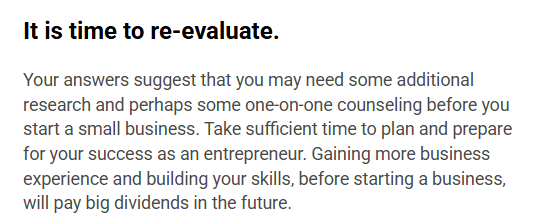 It is time to re-evaluate.
Your answers suggest that you may need some additional
research and perhaps some one-on-one counseling before you
start a small business. Take sufficient time to plan and prepare
for your success as an entrepreneur. Gaining more business
experience and building your skills, before starting a business,
will pay big dividends in the future.